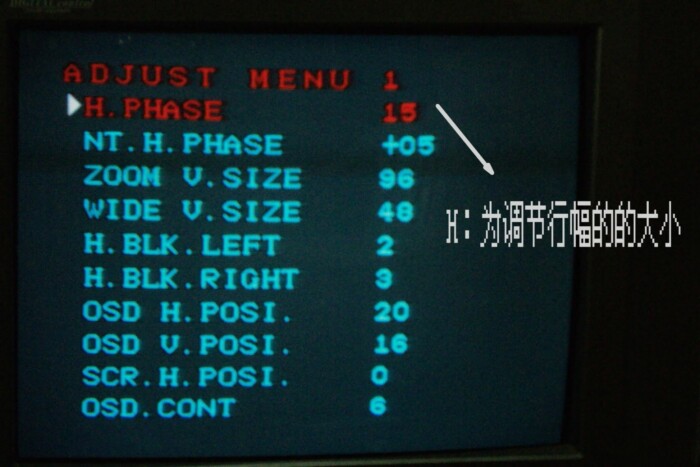 DIGITAL control
ADJUST MENU 1
H.PHASE 15
NT.H.PHASE +05
ZOOM V.SIZE 96
WIDE V.SIZE 48
H:为调节行幅的的大小
H.BLK.LEFT 2
H.BLK.RIGHT 3
OSD H.POSI. 20
OSD V.POSI. 16
SCR.H.POSI. 0
OSD.CONT 6